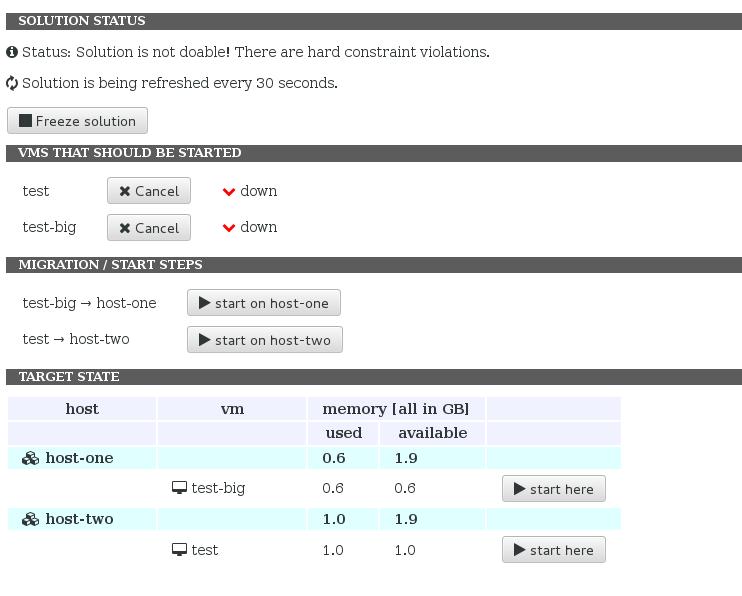 SOLUTION STATUS
Status: Solution is not doable! There are hard constraint violations.
Solution is being refreshed every 30 seconds.
Freeze solution
VMS THAT SHOULD BE STARTED
test Cancel down
test-big Cancel down
MIGRATION / START STEPS
test-big → host-one start on host-one
test → host-two start on host-two
TARGET STATE
host vm memory [all in GB]
used available
host-one 0.6 1.9
test-big 0.6 0.6 start here
host-two 1.0 1.9
test 1.0 1.0 start here